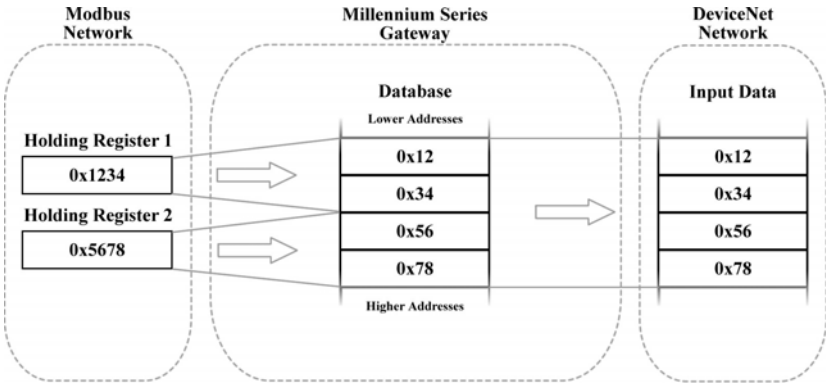 Modbus
Network
Millennium Series
Gateway
DeviceNet
Network
Database
Input Data
Lower Addresses
Holding Register 1
0x1234
Holding Register 2
0x5678
0x12
0x34
0x56
0x78
Higher Addresses
0x12
0x34
0x56
0x78